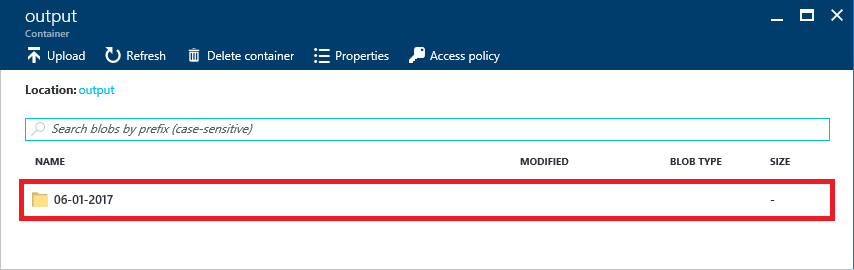 output
Container
Upload Refresh Delete container Properties Access policy
Location: output
Search blobs by prefix (case-sensitive)
NAME MODIFIED BLOB TYPE SIZE
06-01-2017 -